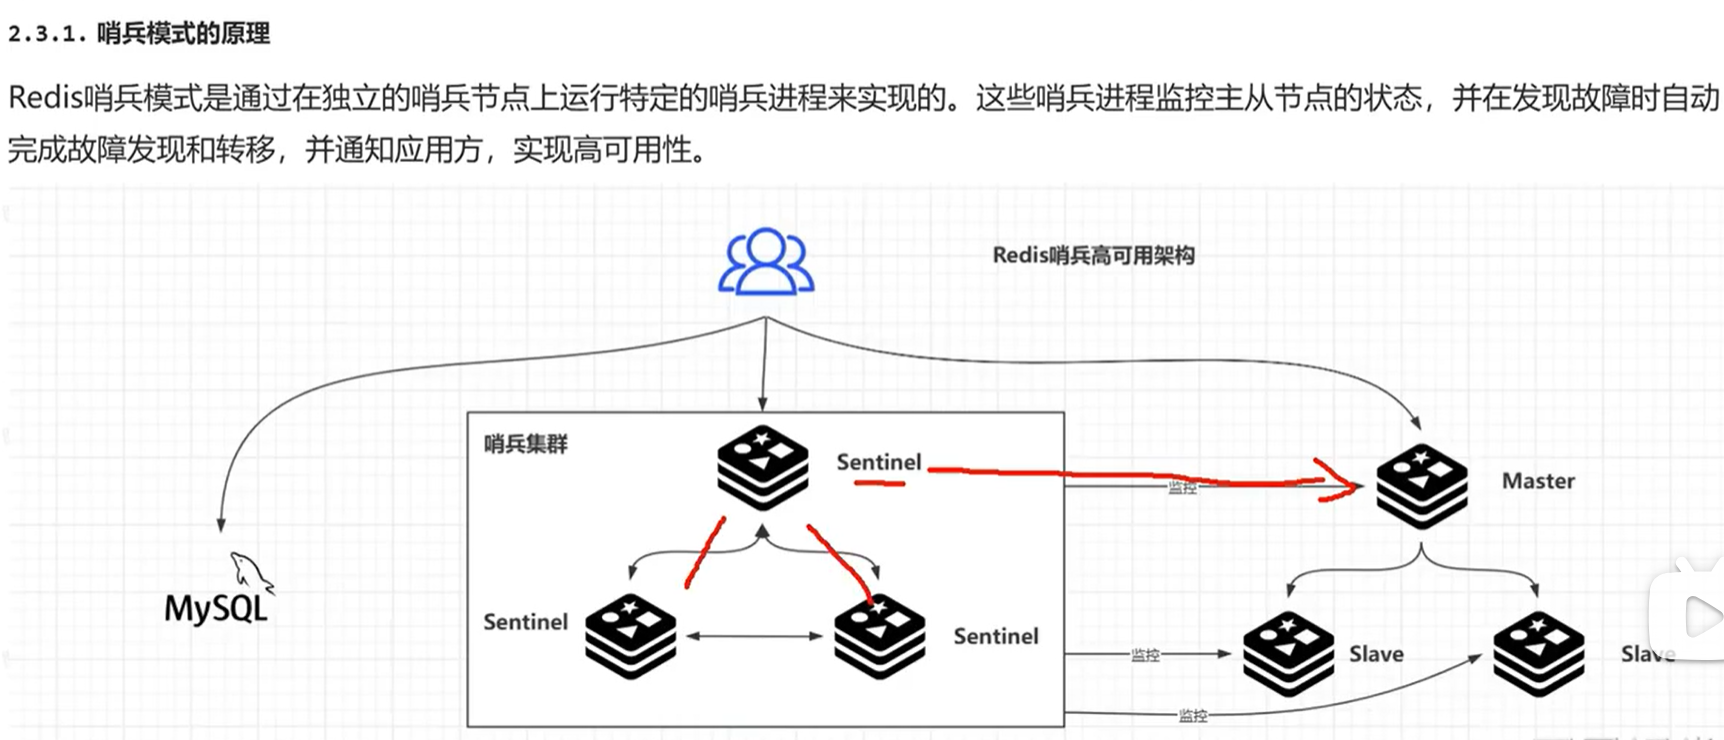 2.3.1. 哨兵模式的原理
Redis哨兵模式是通过在独立的哨兵节点上运行特定的哨兵进程来实现的。这些哨兵进程监控主从节点的状态，并在发现故障时自动
完成故障发现和转移，并通知应用方，实现高可用性。
Redis哨兵高可用架构
哨兵集群
Sentinel
监控
Master
MySQL
Sentinel
Sentinel
监控
Slave
Slave
监控